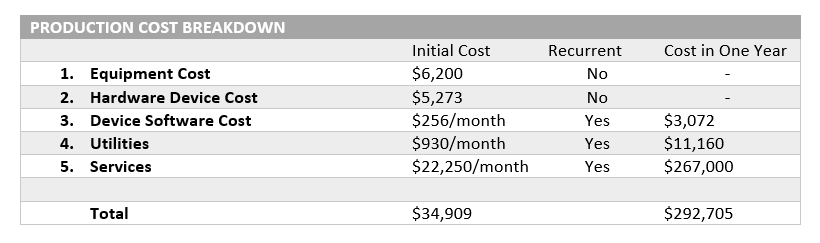 PRODUCTION COST BREAKDOWN
Initial Cost Recurrent Cost in One Year
1. Equipment Cost $6,200 No -
2. Hardware Device Cost $5,273 No -
3. Device Software Cost $256/month Yes $3,072
4. Utilities $930/month Yes $11,160
5. Services $22,250/month Yes $267,000
Total $34,909 $292,705